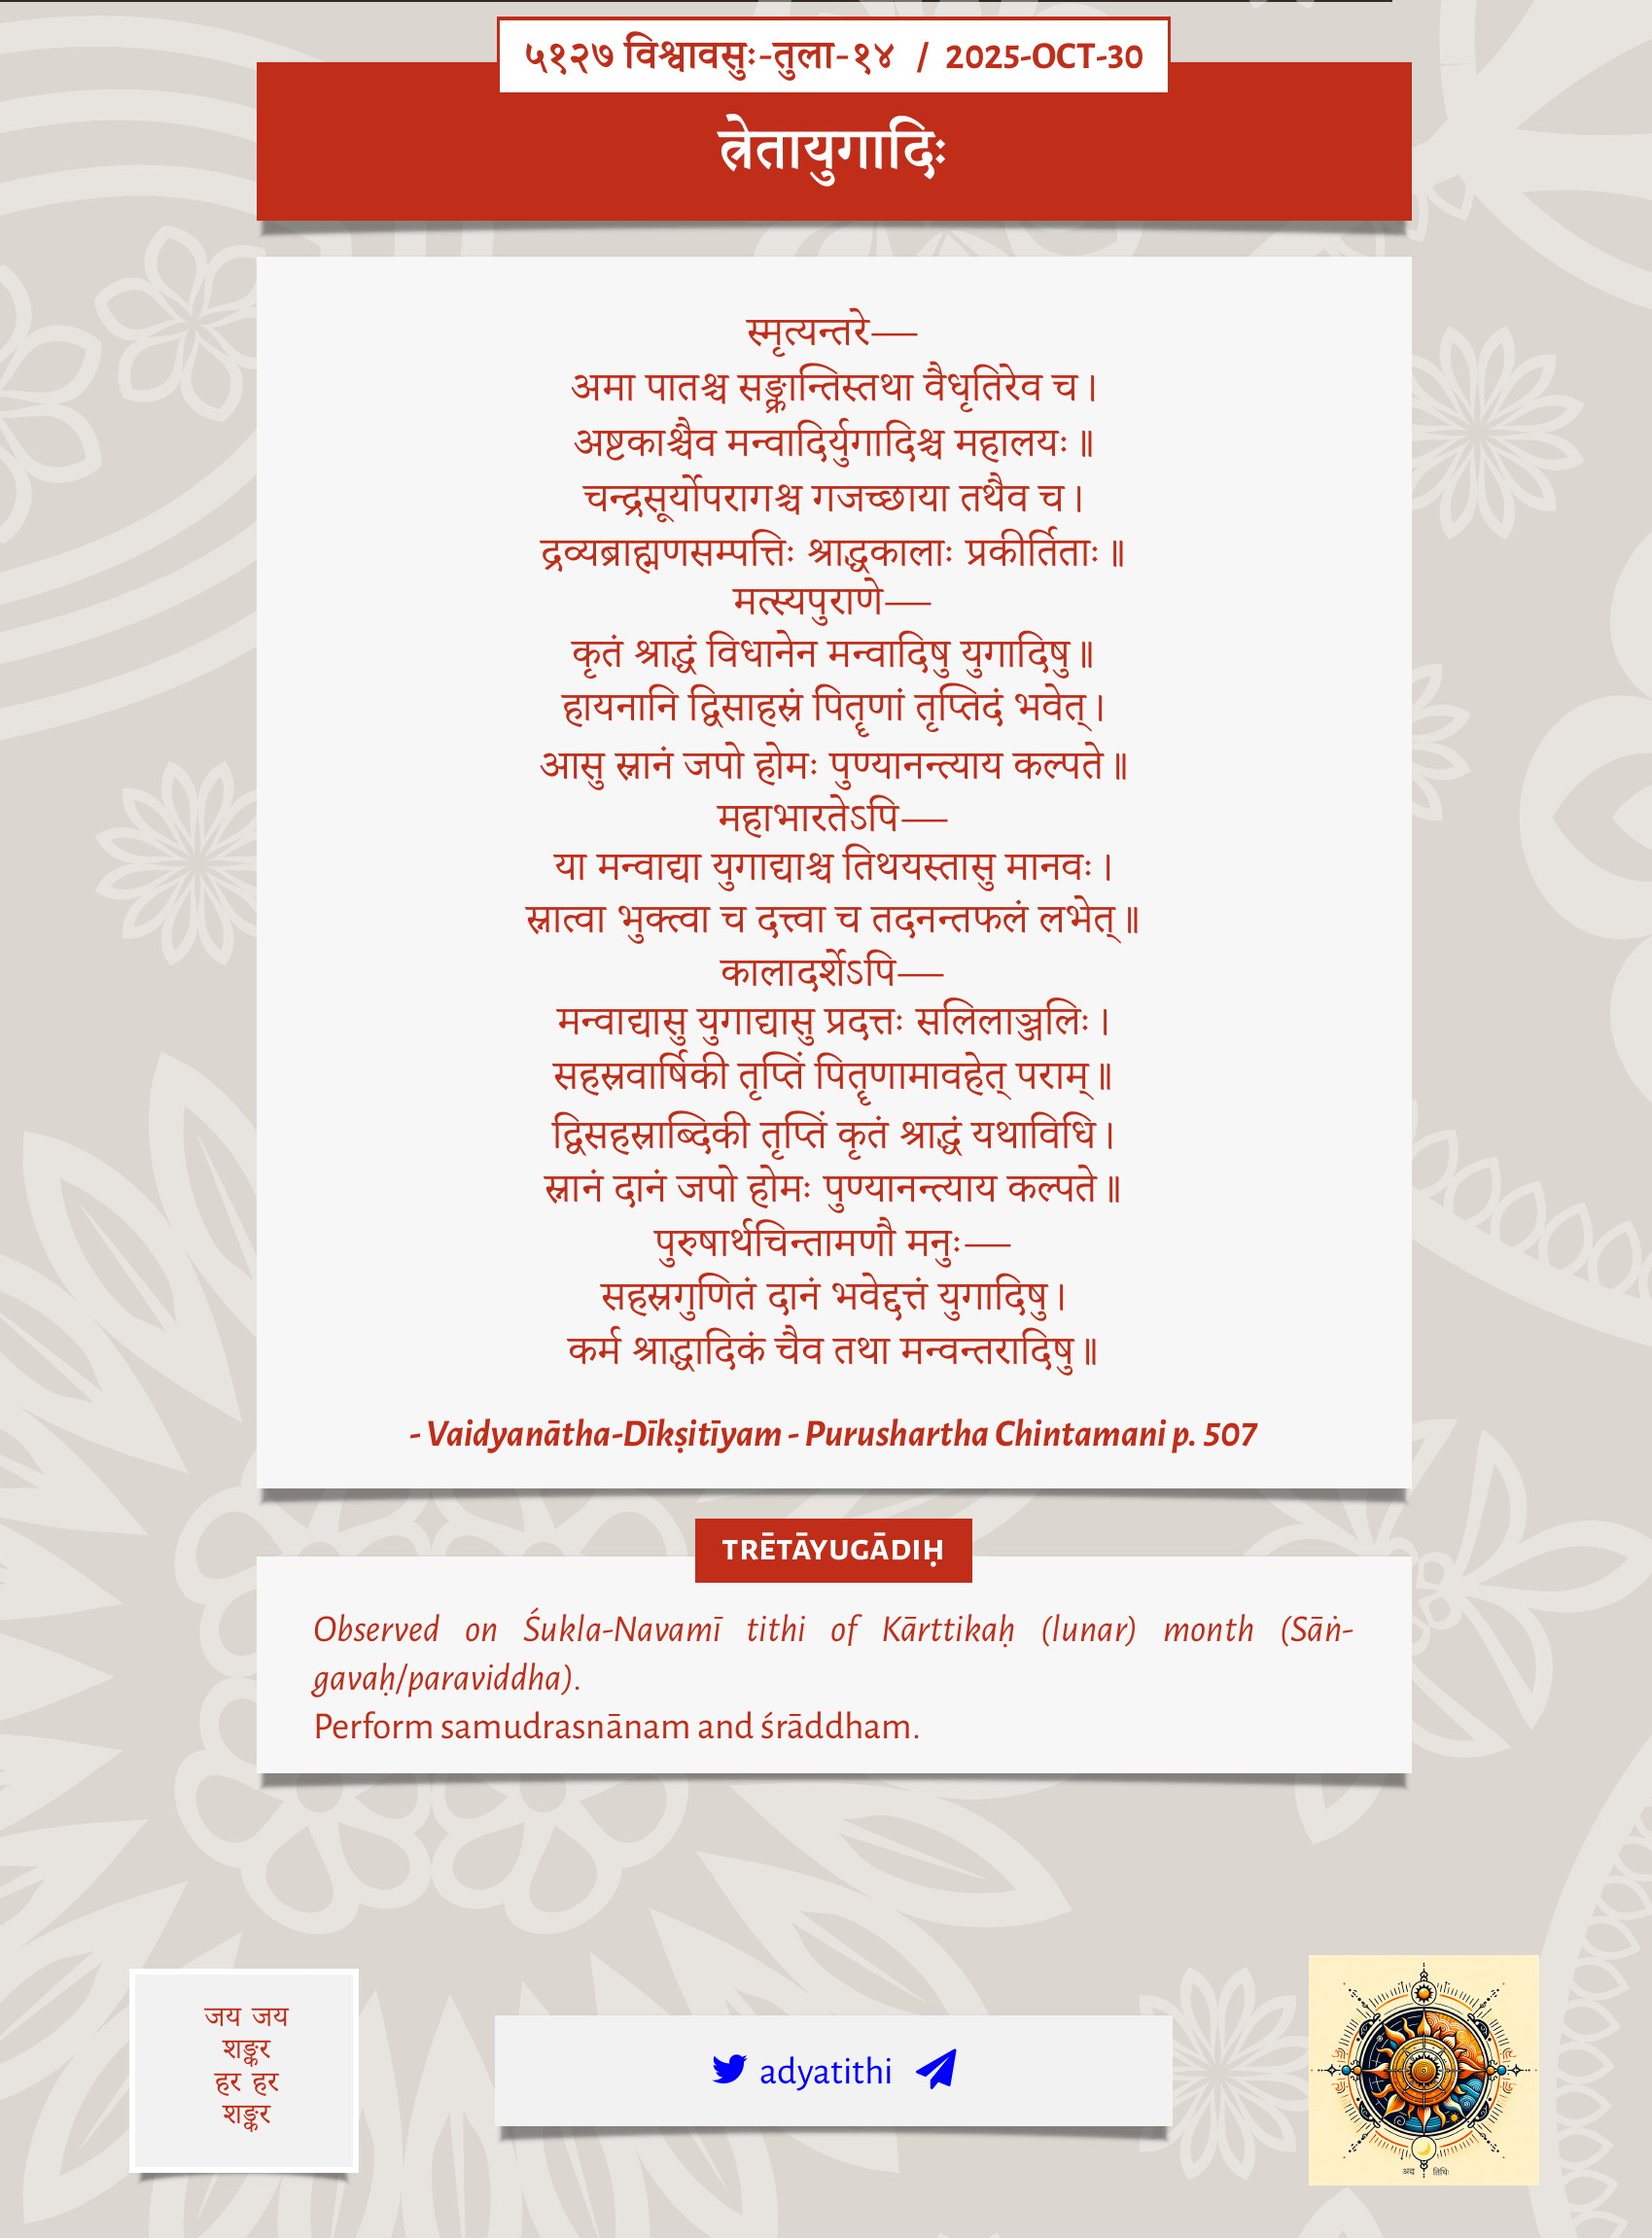 ५१२७ विश्वावसुः-तुला-१४ / 2025-OCT-30
त्रेतायुगादिः
स्मृत्यन्तरे—
अमा पातश्च सङ्क्रान्तिस्तथा वैधृतिरेव च।
अष्टकाश्चैव मन्वादिर्युगादिश्च महालयः॥
चन्द्रसूर्योपरागश्च गजच्छाया तथैव च।
द्रव्यब्राह्मणसम्पत्तिः श्राद्धकालाः प्रकीर्तिताः॥
मत्स्यपुराणे—
कृतं श्राद्धं विधानेन मन्वादिषु युगादिषु॥
हायनानि द्विसाहस्रं पितॄणां तृप्तिदं भवेत्।
आसु स्नानं जपो होमः पुण्यानन्त्याय कल्पते॥
महाभारतेऽपि—
या मन्वाद्या युगाद्याश्च तिथयस्तासु मानवः।
स्नात्वा भुक्त्वा च दत्त्वा च तदनन्तफलं लभेत्॥
कालादर्शेऽपि—
मन्वाद्यासु युगाद्यासु प्रदत्तः सलिलाञ्जलिः।
सहस्रवार्षिकी तृप्तिं पितॄणामावहेत् पराम्॥
द्विसहस्राब्दिकी तृप्तिं कृतं श्राद्धं यथाविधि।
स्नानं दानं जपो होमः पुण्यानन्त्याय कल्पते॥
पुरुषार्थचिन्तामणौ मनुः—
सहस्रगुणितं दानं भवेद्दत्तं युगादिषु।
कर्म श्राद्धादिकं चैव तथा मन्वन्तरादिषु॥
- Vaidyanātha-Dīkṣitīyam - Purushartha Chintamani p. 507
TRĒTĀYUGĀDIḤ
Observed on Śukla-Navamī tithi of Kārttikaḥ (lunar) month (Sāṅ-
gavaḥ/paraviddha).
Perform samudrasnānam and śrāddham.
जय जय
शङ्कर
हर हर
शङ्कर
adyatithi
अद्य तिथिः